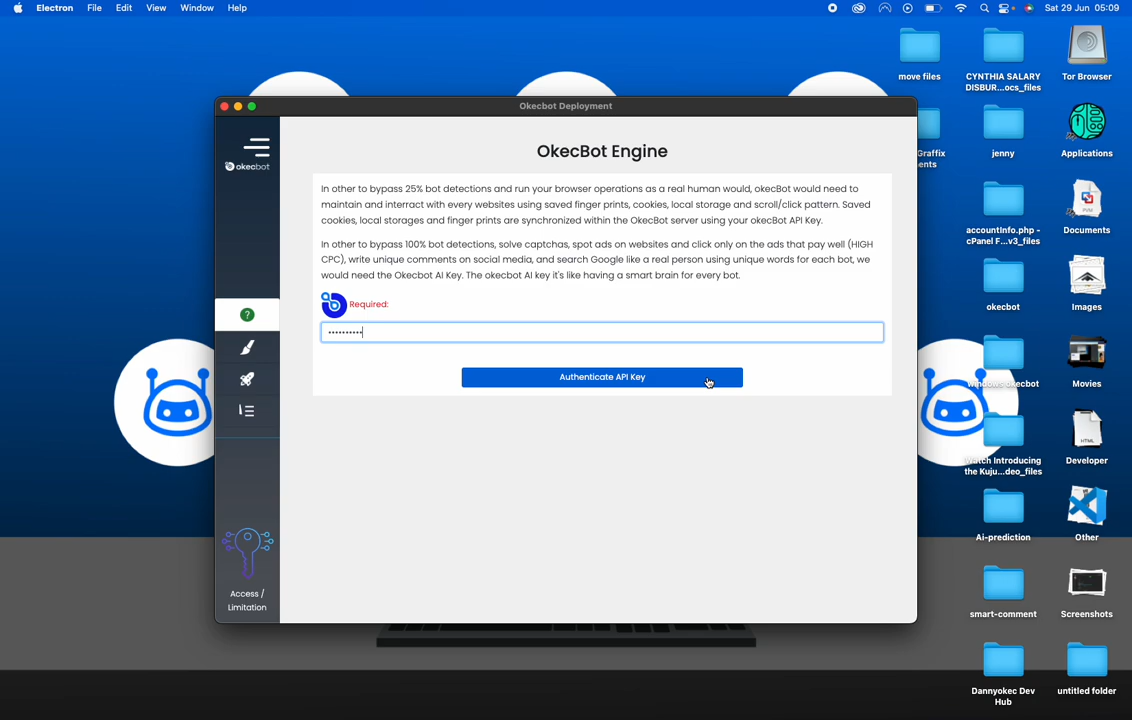 Electron File Edit View Window Help
Sat 29 Jun 05:09
Okecbot Deployment
okecbot
OkecBot Engine
In other to bypass 25% bot detections and run your browser operations as a real human would, okecBot would need to
maintain and interact with every websites using saved finger prints, cookies, local storage and scroll/click pattern. Saved
cookies, local storages and finger prints are synchronized within the OkecBot server using your okecBot API Key.
In other to bypass 100% bot detections, solve captchas, spot ads on websites and click only on the ads that pay well (HIGH
CPC), write unique comments on social media, and search Google like a real person using unique words for each bot, we
would need the Okecbot AI Key. The okecbot AI key it's like having a smart brain for every bot.
Required:
Authenticate API Key
Access /
Limitation
move files
CYNTHIA SALARY
DISBUR...ocs_files
Tor Browser
Graffix
ents
jenny
Applications
accountInfo.php -
cPanel F...v3_files
Documents
okecbot
Images
windows okecbot
Movies
Watch Introducing
the Kuju...deo_files
HTML
Developer
Ai-prediction
Other
smart-comment
Screenshots
Dannyokec Dev
Hub
untitled folder